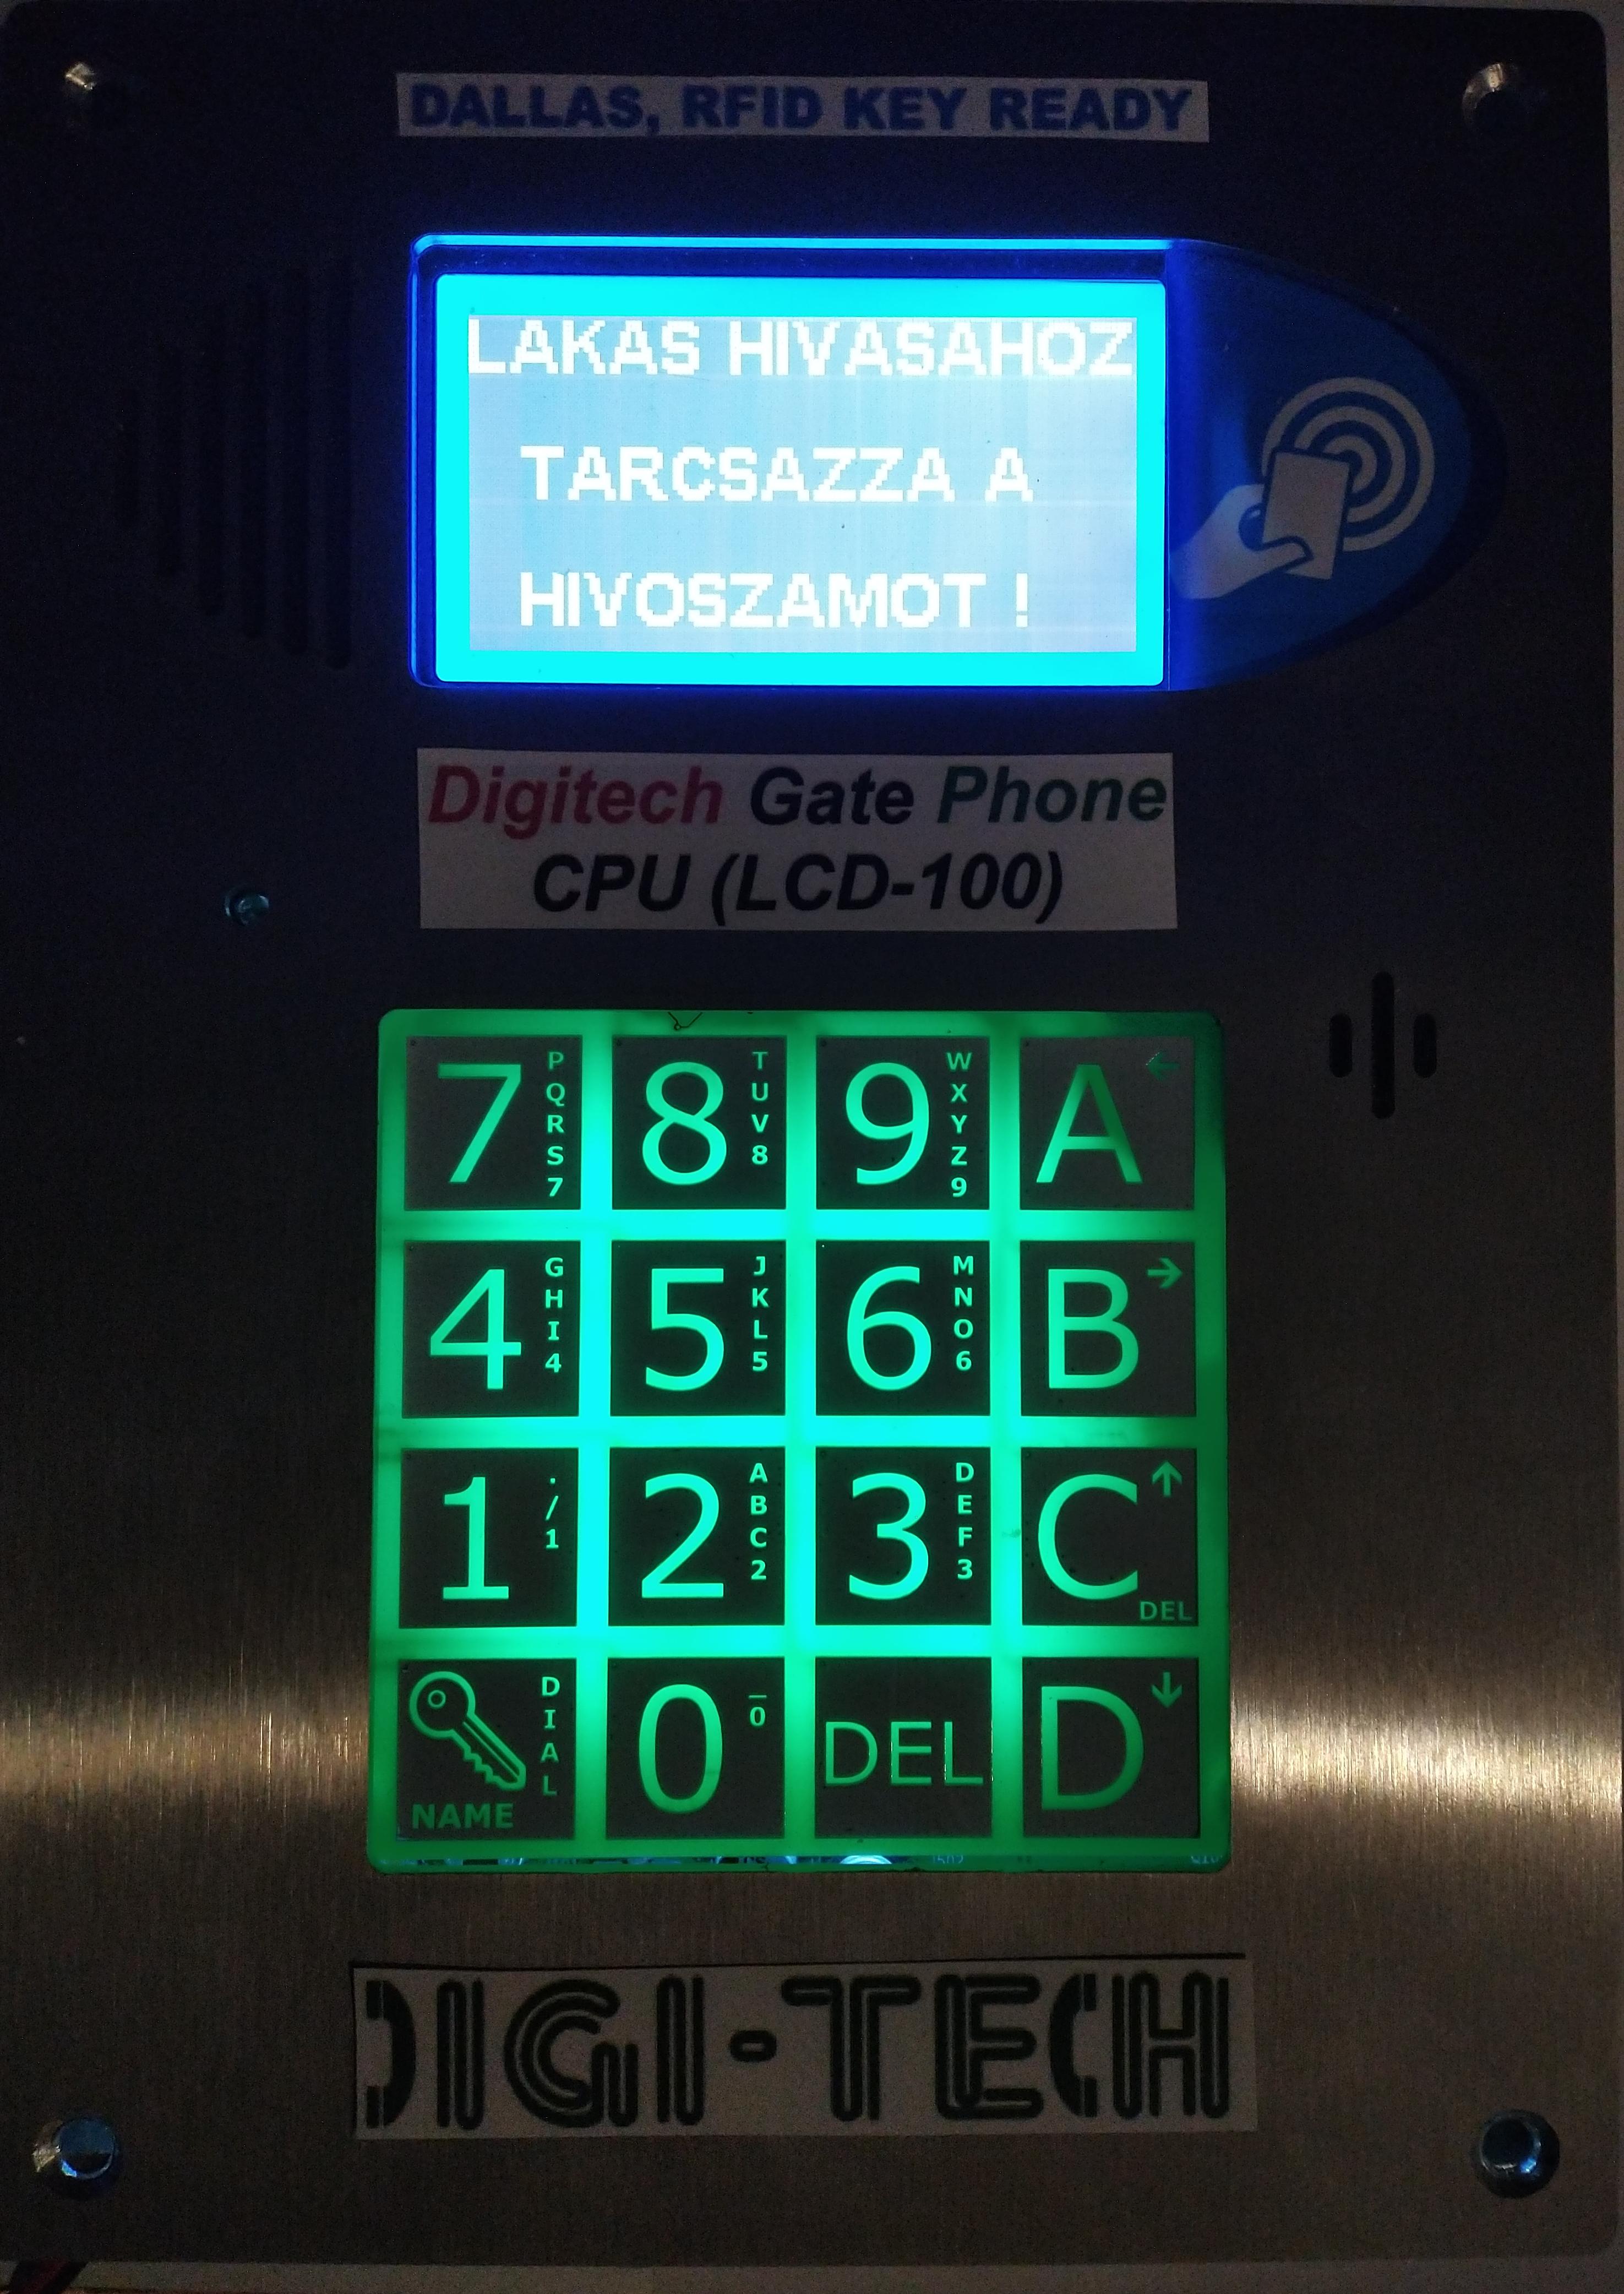 DALLAS, RFID KEY READY
LAKAS HIVASAHOZ
TARCSAZZA A
HIVOSZAMOT !
Digitech Gate Phone
CPU (LCD-100)
7 PQRS7 8 TUV8 9 WXYZ9 A ←
4 GHI4 5 JKL5 6 MNO6 B →
1 ./1 2 ABC2 3 DEF3 C ↑ DEL
DIAL NAME 0 _0 DEL D ↓
DIGI-TECH